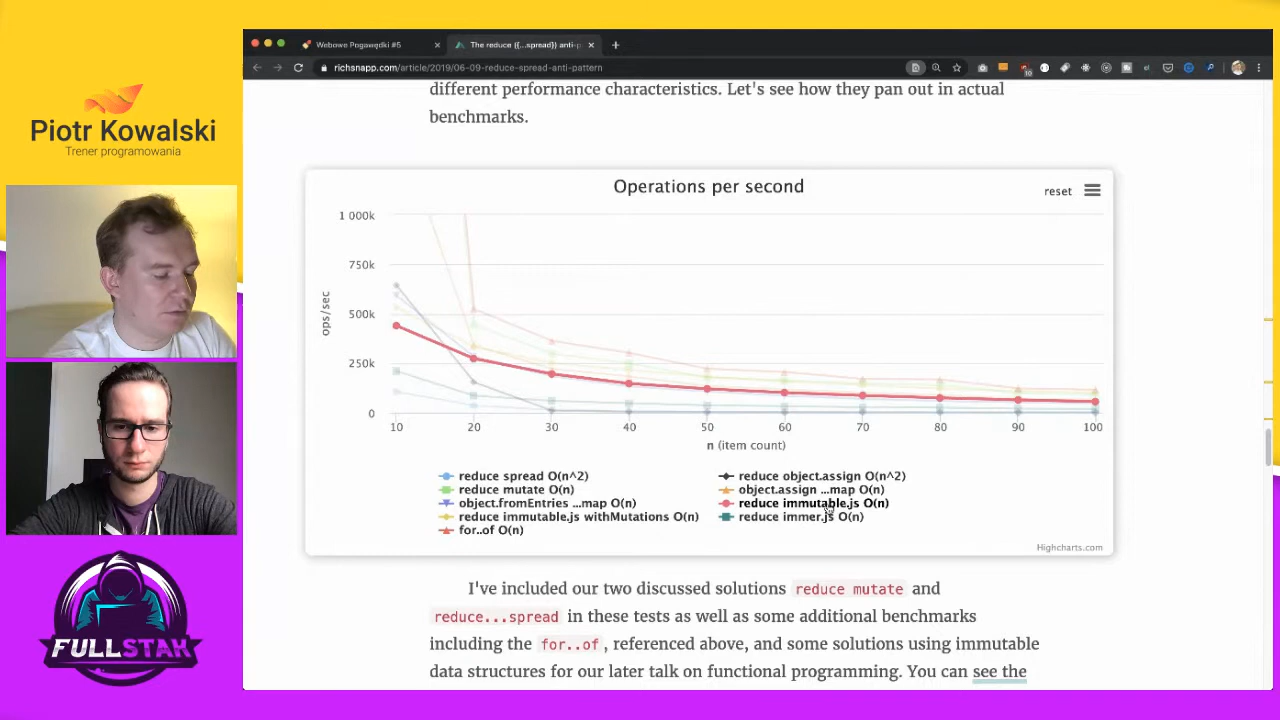 Piotr Kowalski
Trener programowania
FULLSTAK
Webowe Pogawędki #5
The reduce ({...spread}) anti-p
richsnapp.com/article/2019/06-09-reduce-spread-anti-pattern
10
different performance characteristics. Let's see how they pan out in actual
benchmarks.
Operations per second
reset
1 000k
750k
500k
250k
0
ops/sec
10 20 30 40 50 60 70 80 90 100
n (item count)
reduce spread O(n^2) reduce object.assign O(n^2)
reduce mutate O(n) object.assign ...map O(n)
object.fromEntries ...map O(n) reduce immutable.js O(n)
reduce immutable.js withMutations O(n) reduce immer.js O(n)
for..of O(n)
Highcharts.com
I've included our two discussed solutions reduce mutate and
reduce...spread in these tests as well as some additional benchmarks
including the for..of, referenced above, and some solutions using immutable
data structures for our later talk on functional programming. You can see the